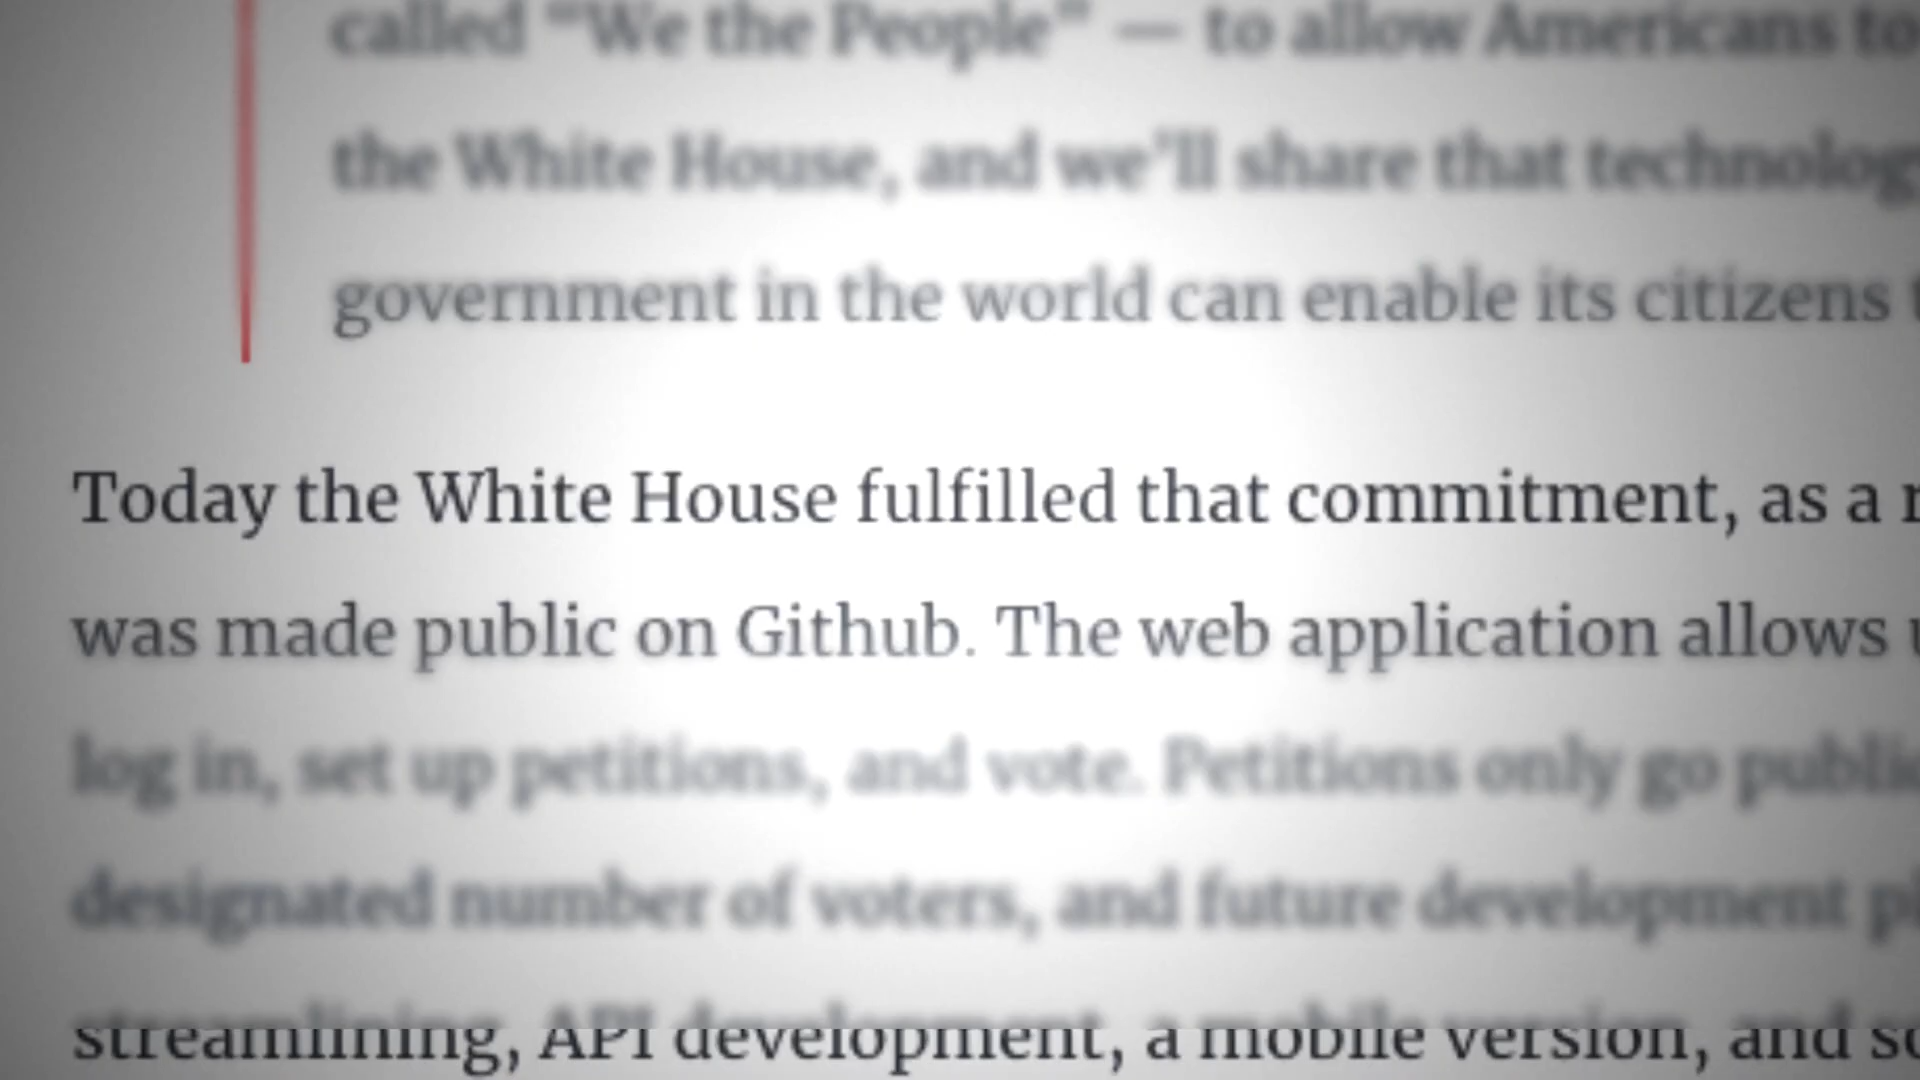 called “We the People” — to allow Americans to
the White House, and we’ll share that technolog
government in the world can enable its citizens
Today the White House fulfilled that commitment, as a
was made public on Github. The web application allows
log in, set up petitions, and vote. Petitions only go public
designated number of voters, and future development
streamlining, API development, a mobile version, and